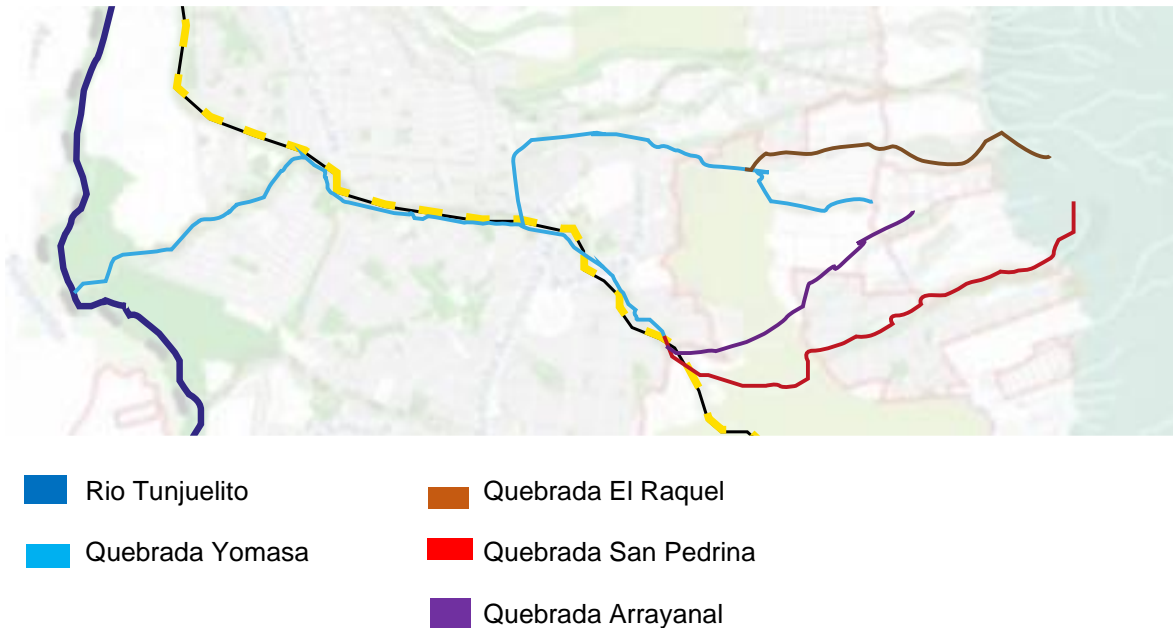 Rio Tunjuelito
Quebrada Yomasa
Quebrada El Raquel
Quebrada San Pedrina
Quebrada Arrayanal